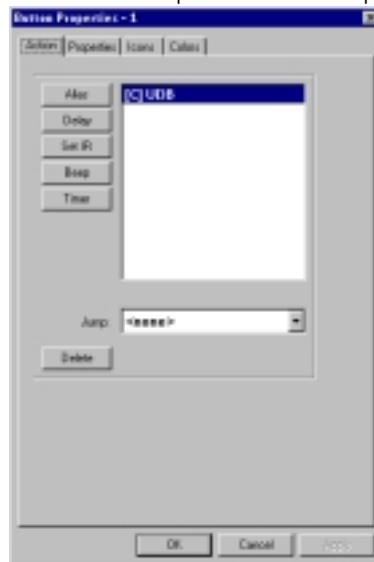 Button Properties - 1
Action Properties Icons Colors
Alias
Delay
Set IR
Beep
Timer
[C] UDB
Jump: <none>
Delete
OK Cancel Apply